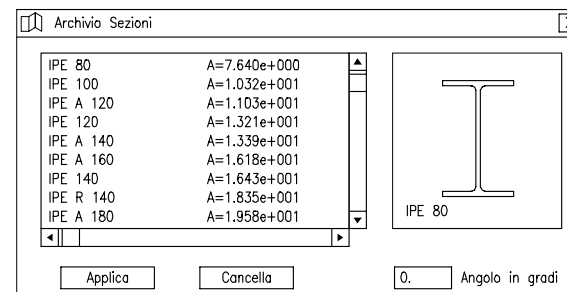 Archivio Sezioni
IPE 80 A=7.640e+000
IPE 100 A=1.032e+001
IPE A 120 A=1.103e+001
IPE 120 A=1.321e+001
IPE A 140 A=1.339e+001
IPE A 160 A=1.618e+001
IPE 140 A=1.643e+001
IPE R 140 A=1.835e+001
IPE A 180 A=1.958e+001
IPE 80
Applica Cancella 0. Angolo in gradi